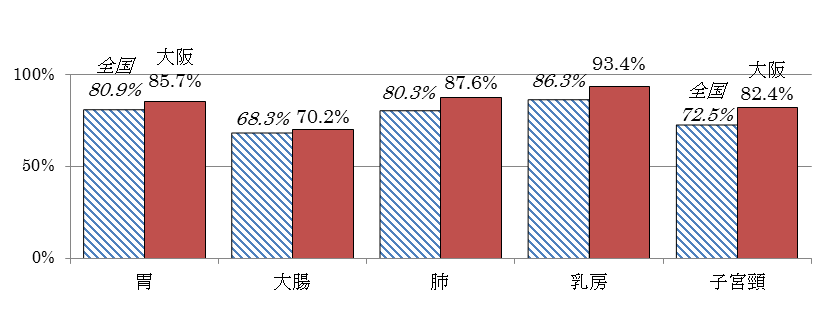 全国 大阪
80.9% 85.7%
68.3% 70.2%
80.3% 87.6%
86.3% 93.4%
全国 大阪
72.5% 82.4%
100%
50%
0%
胃 大腸 肺 乳房 子宮頸